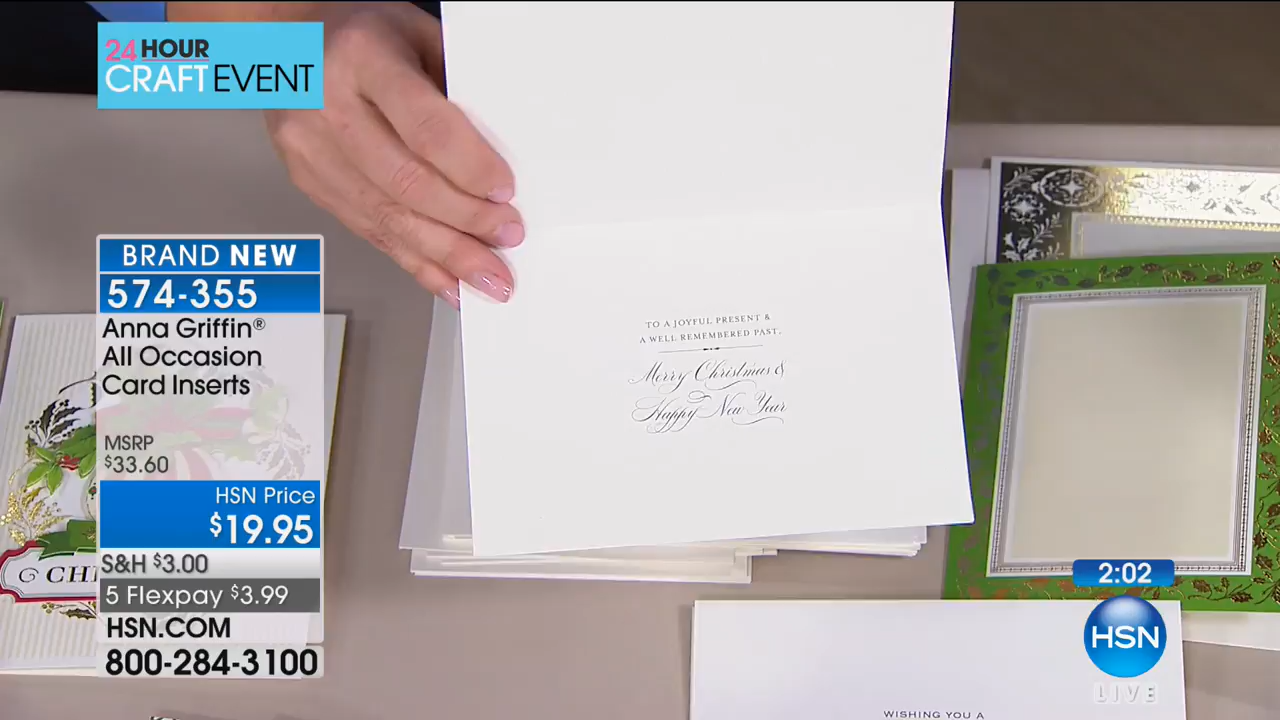 24 HOUR
CRAFT EVENT
BRAND NEW
574-355
Anna Griffin®
All Occasion
Card Inserts
MSRP
$33.60
HSN Price
$19.95
S&H $3.00
5 Flexpay $3.99
HSN.COM
800-284-3100
TO A JOYFUL PRESENT &
A WELL REMEMBERED PAST,
Merry Christmas &
Happy New Year
WISHING YOU A
2:02
HSN
LIVE